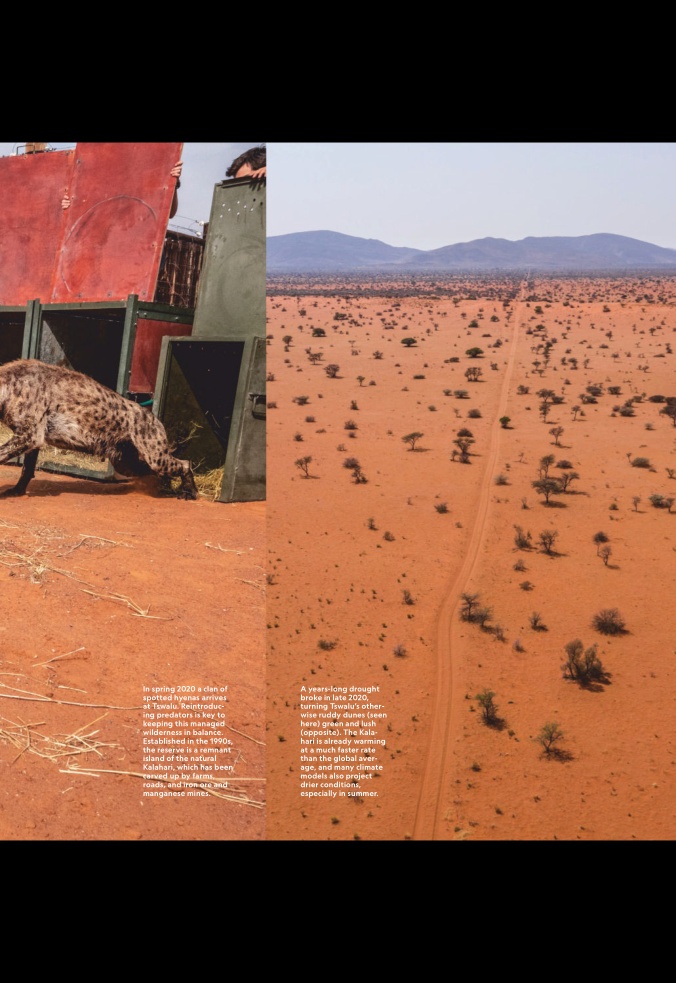 In spring 2020 a clan of
spotted hyenas arrives
at Tswalu. Reintroduc-
ing predators is key to
keeping this managed
wilderness in balance.
Established in the 1990s,
the reserve is a remnant
island of the natural
Kalahari, which has been
carved up by farms,
roads, and iron ore and
manganese mines.
A years-long drought
broke in late 2020,
turning Tswalu's other-
wise ruddy dunes (seen
here) green and lush
(opposite). The Kala-
hari is already warming
at a much faster rate
than the global aver-
age, and many climate
models also project
drier conditions,
especially in summer.